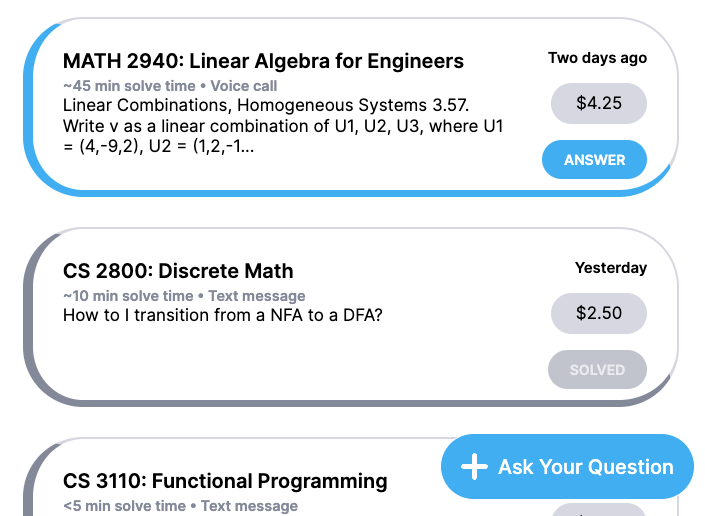 MATH 2940: Linear Algebra for Engineers
Two days ago
~45 min solve time • Voice call
$4.25
Linear Combinations, Homogeneous Systems 3.57.
Write v as a linear combination of U1, U2, U3, where U1
= (4,-9,2), U2 = (1,2,-1...
ANSWER
CS 2800: Discrete Math
Yesterday
~10 min solve time • Text message
$2.50
How to I transition from a NFA to a DFA?
SOLVED
Ask Your Question
CS 3110: Functional Programming
<5 min solve time • Text message